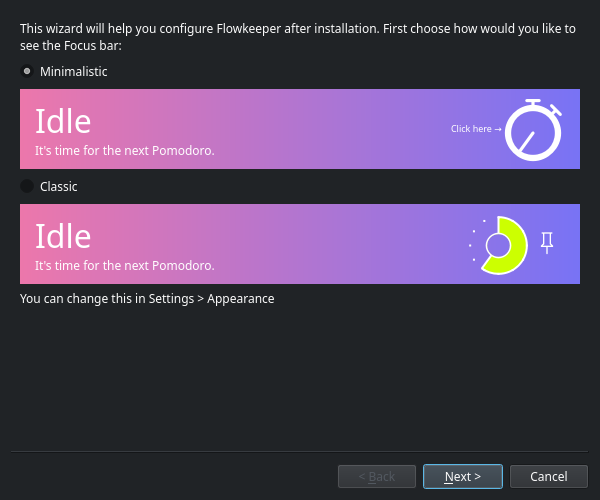 This wizard will help you configure Flowkeeper after installation. First choose how would you like to
see the Focus bar:
Minimalistic
Idle
It's time for the next Pomodoro.
Click here →
Classic
Idle
It's time for the next Pomodoro.
You can change this in Settings > Appearance
< Back
Next >
Cancel